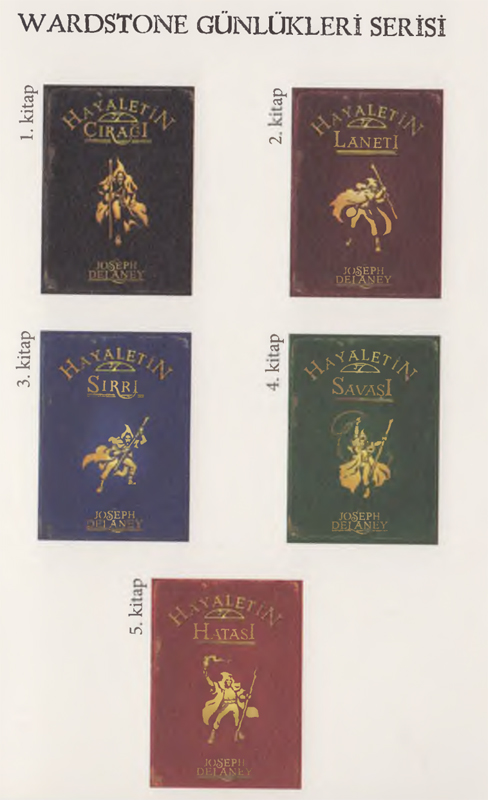 WARDSTONE GÜNLÜKLERİ SERİSİ
1. kitap
HAYALETİN
ÇIRAĞI
JOSEPH
DELANEY
2. kitap
HAYALETİN
LANETİ
JOSEPH
DELANEY
3. kitap
HAYALETİN
SIRRI
JOSEPH
DELANEY
4. kitap
HAYALETİN
SAVAŞI
JOSEPH
DELANEY
5. kitap
HAYALETİN
HATASI
JOSEPH
DELANEY